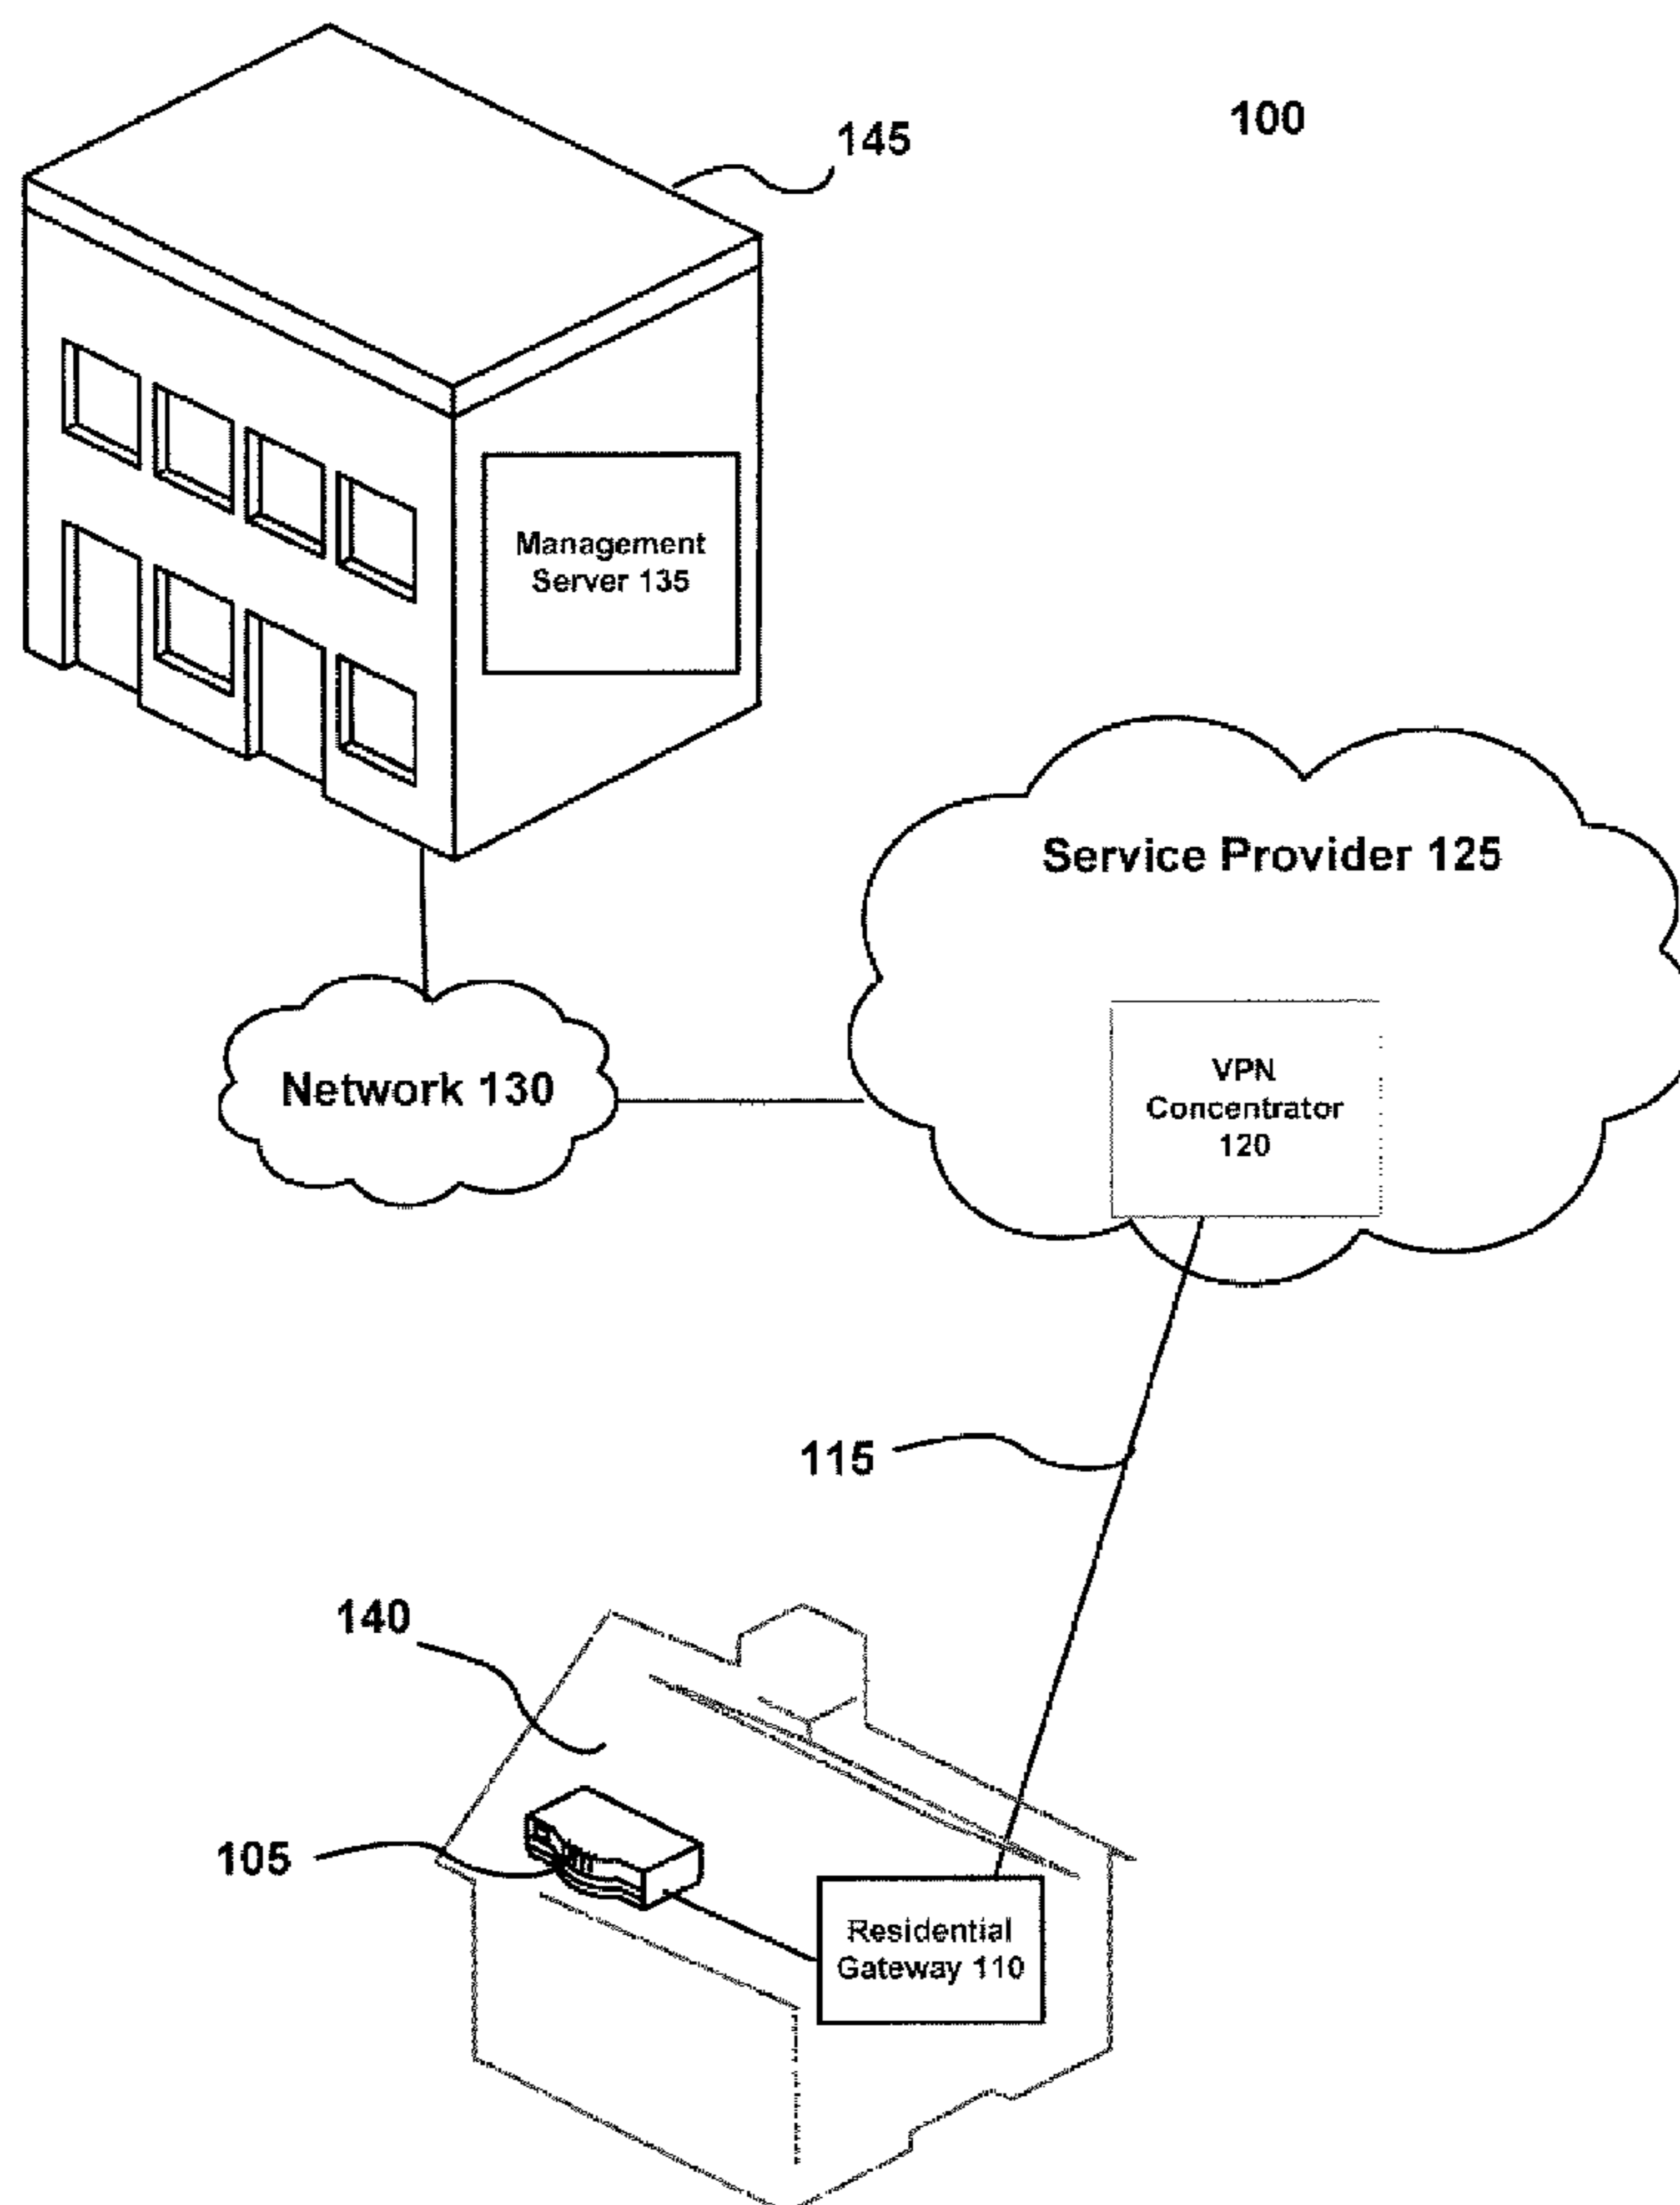 100
145
Management
Server 135
Service Provider 125
Network 130
VPN
Concentrator
120
115
140
105
Residential
Gateway 110